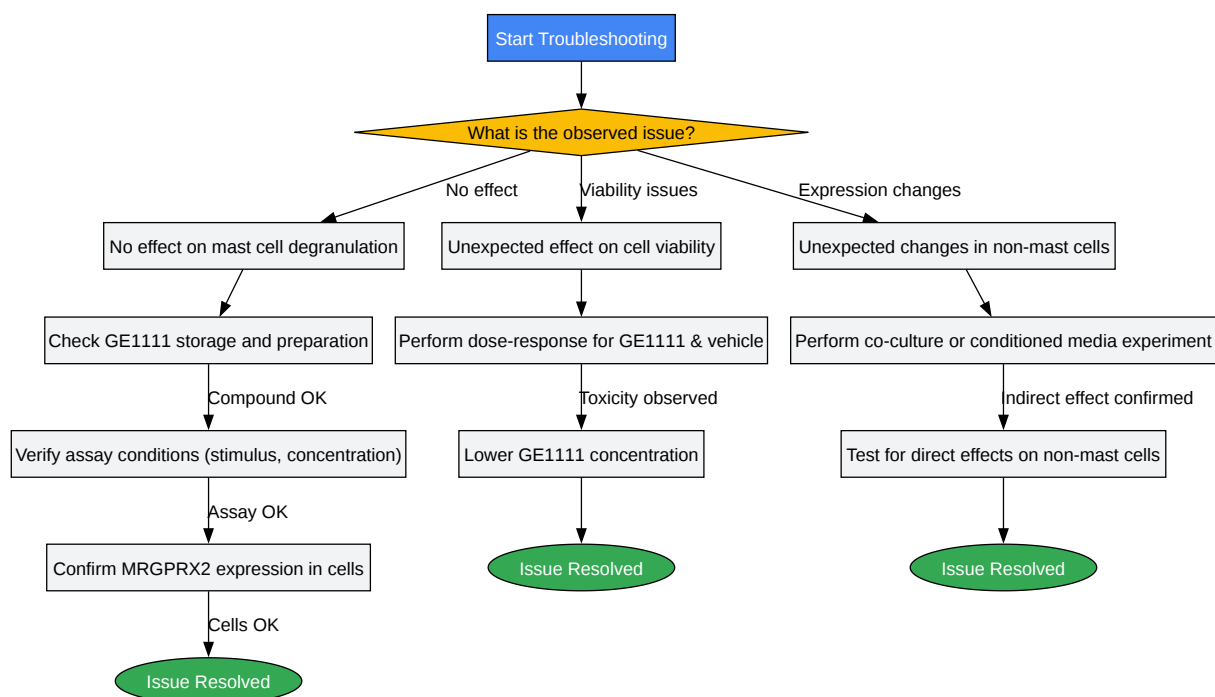 Start Troubleshooting
What is the observed issue?
No effect
Viability issues
Expression changes
No effect on mast cell degranulation
Unexpected effect on cell viability
Unexpected changes in non-mast cells
Check GE1111 storage and preparation
Perform dose-response for GE1111 & vehicle
Perform co-culture or conditioned media experiment
Compound OK
Toxicity observed
Indirect effect confirmed
Verify assay conditions (stimulus, concentration)
Lower GE1111 concentration
Test for direct effects on non-mast cells
Assay OK
Confirm MRGPRX2 expression in cells
Issue Resolved
Issue Resolved
Cells OK
Issue Resolved